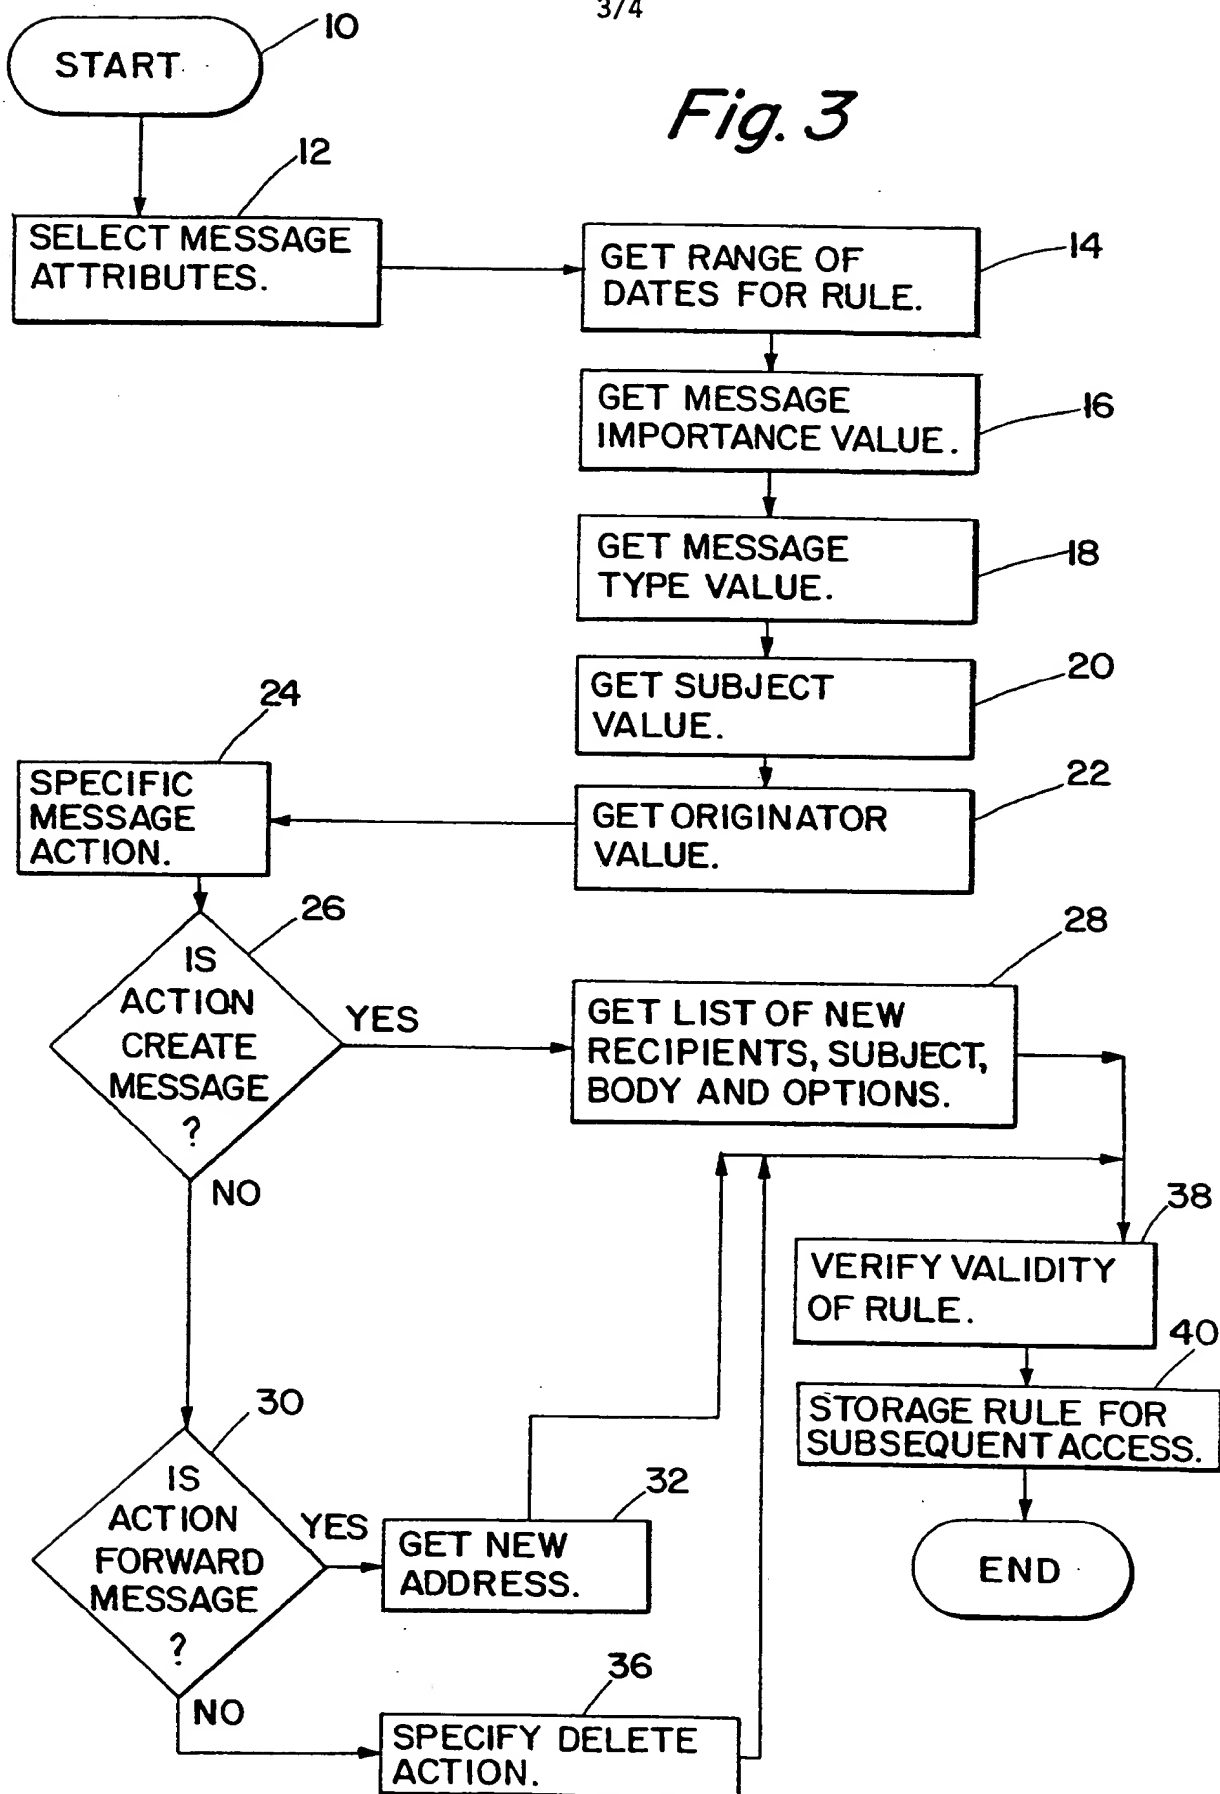 3/4
10
START
Fig. 3
12
SELECT MESSAGE
ATTRIBUTES.
14
GET RANGE OF
DATES FOR RULE.
16
GET MESSAGE
IMPORTANCE VALUE.
18
GET MESSAGE
TYPE VALUE.
20
GET SUBJECT
VALUE.
22
GET ORIGINATOR
VALUE.
24
SPECIFIC
MESSAGE
ACTION.
26
IS
ACTION
CREATE
MESSAGE
?
YES
NO
28
GET LIST OF NEW
RECIPIENTS, SUBJECT,
BODY AND OPTIONS.
30
IS
ACTION
FORWARD
MESSAGE
?
YES
NO
32
GET NEW
ADDRESS.
36
SPECIFY DELETE
ACTION.
38
VERIFY VALIDITY
OF RULE.
40
STORAGE RULE FOR
SUBSEQUENT ACCESS.
END